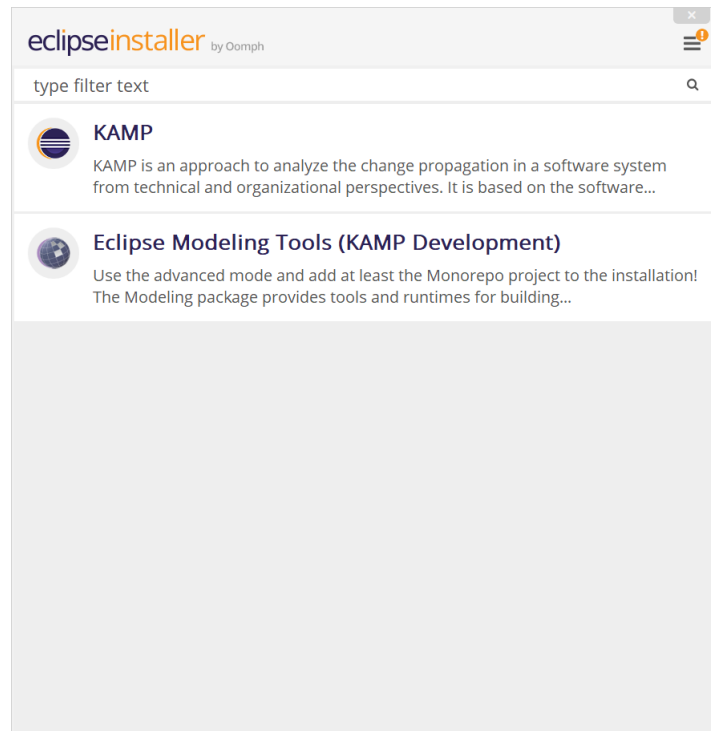 eclipseinstaller by Oomph
type filter text
KAMP
KAMP is an approach to analyze the change propagation in a software system
from technical and organizational perspectives. It is based on the software...
Eclipse Modeling Tools (KAMP Development)
Use the advanced mode and add at least the Monorepo project to the installation!
The Modeling package provides tools and runtimes for building...